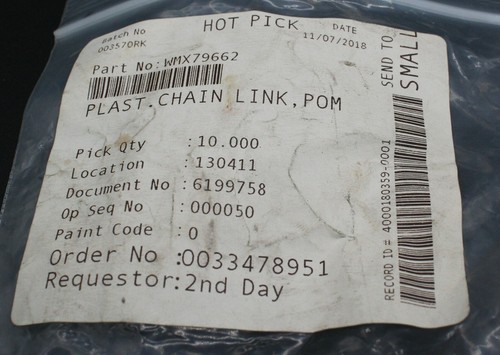 HOT PICK
Batch No
00357ORK
DATE
11/07/2018
Part No:WMX79662
PLAST.CHAIN LINK,POM
Pick Qty :10.000
Location :130411
Document No :6199758
Op Seq No :000050
Paint Code :0
Order No :0033478951
Requestor:2nd Day
SEND TO
SMALL
RECORD ID# 4000180359-0001